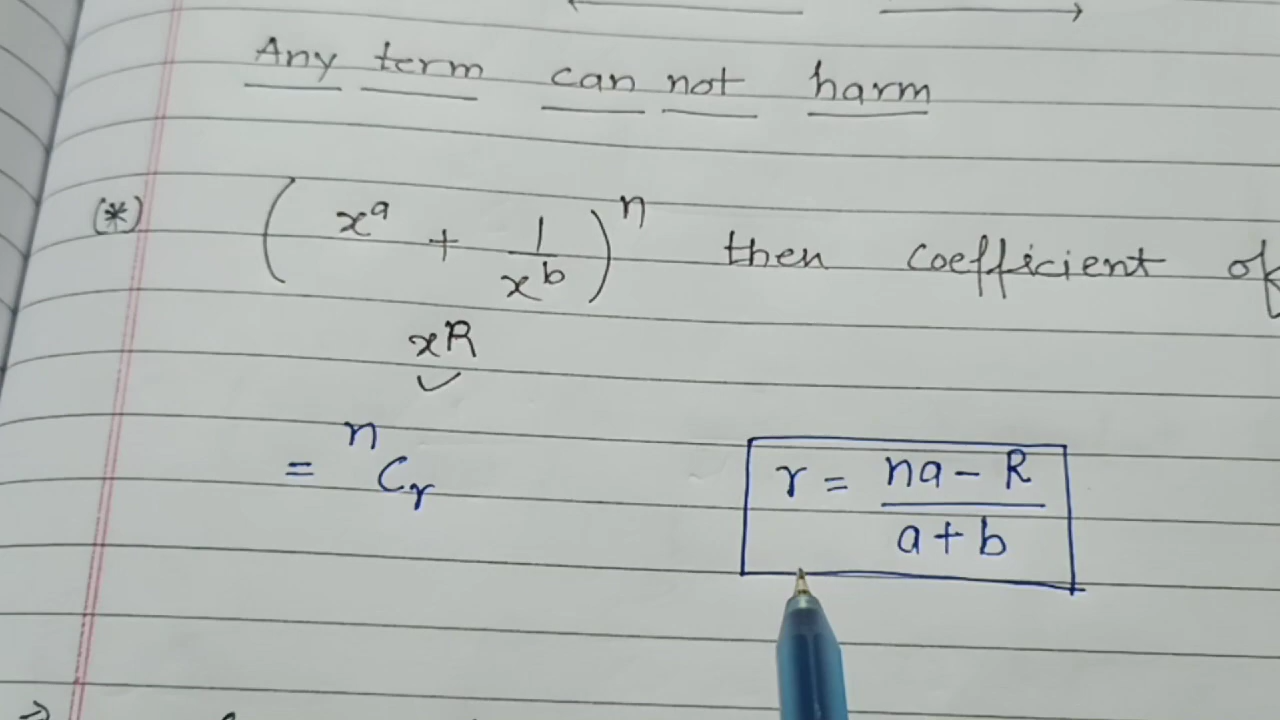 Any term can not harm
(*) (x^a + 1/x^b)^n then coefficient of
x^R
= ^nC_r
r = (na - R)/(a + b)